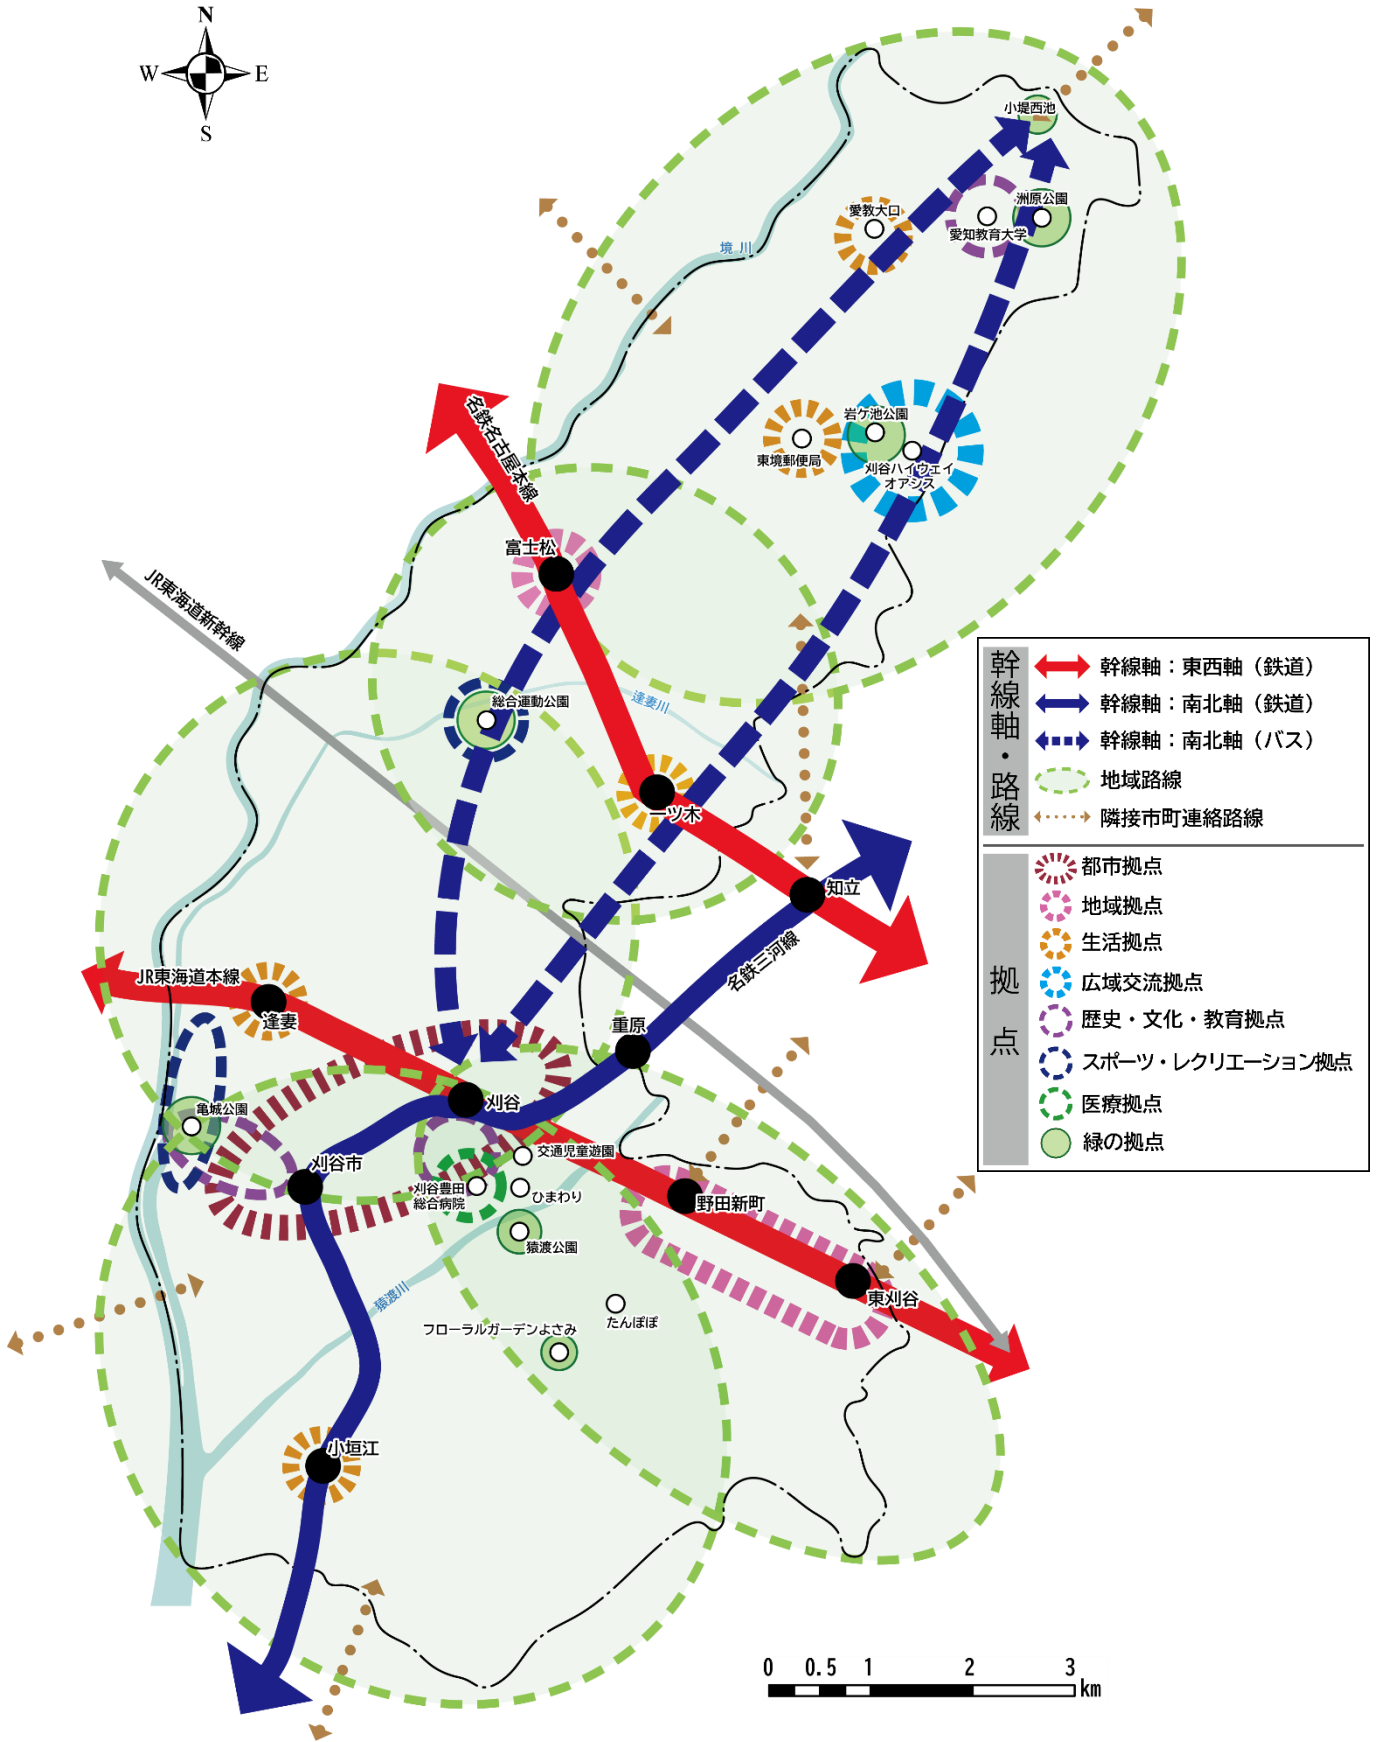 N
W
E
S
小堤西池
洲原公園
愛教大口
愛知教育大学
境川
岩ケ池公園
東境郵便局
刈谷ハイウェイ
オアシス
名鉄名古屋本線
富士松
JR東海道新幹線
総合運動公園
逢妻川
一ツ木
知立
名鉄三河線
JR東海道本線
逢妻
重原
刈谷
亀城公園
刈谷市
交通児童遊園
刈谷豊田
総合病院
ひまわり
野田新町
猿渡公園
猿渡川
東刈谷
たんぽぽ
フローラルガーデンよさみ
小垣江
幹線軸・路線
幹線軸：東西軸（鉄道）
幹線軸：南北軸（鉄道）
幹線軸：南北軸（バス）
地域路線
隣接市町連絡路線
拠点
都市拠点
地域拠点
生活拠点
広域交流拠点
歴史・文化・教育拠点
スポーツ・レクリエーション拠点
医療拠点
緑の拠点
0 0.5 1 2 3
km